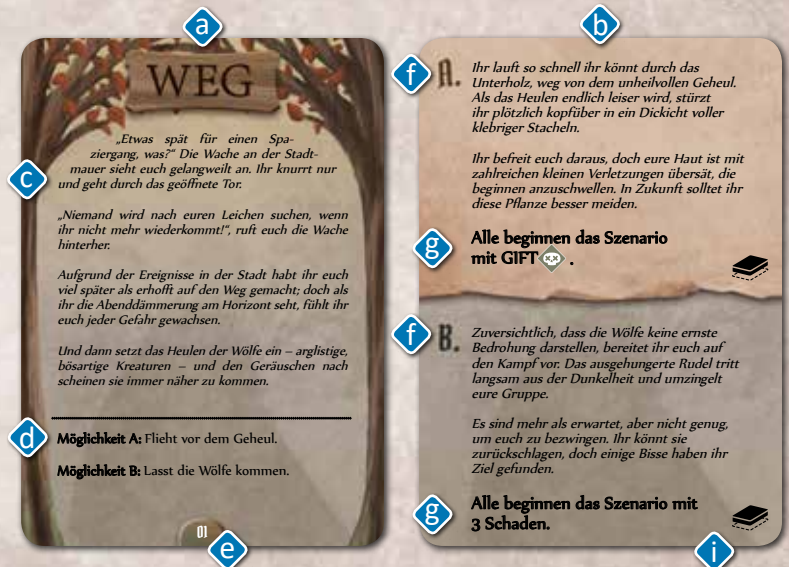 a
b
WEG
„Etwas spät für einen Spa-
ziergang, was?“ Die Wache an der Stadt-
mauer sieht euch gelangweilt an. Ihr knurrt nur
und geht durch das geöffnete Tor.
„Niemand wird nach euren Leichen suchen, wenn
ihr nicht mehr wiederkommt!“, ruft euch die Wache
hinterher.
Aufgrund der Ereignisse in der Stadt habt ihr euch
viel später als erhofft auf den Weg gemacht; doch als
ihr die Abenddämmerung am Horizont seht, fühlt ihr
euch jeder Gefahr gewachsen.
Und dann setzt das Heulen der Wölfe ein – arglistige,
bösartige Kreaturen – und den Geräuschen nach
scheinen sie immer näher zu kommen.
c
d
Möglichkeit A: Flieht vor dem Geheul.
Möglichkeit B: Lasst die Wölfe kommen.
01
e
f
A.
Ihr lauft so schnell ihr könnt durch das
Unterholz, weg von dem unheilvollen Geheul.
Als das Heulen endlich leiser wird, stürzt
ihr plötzlich kopfüber in ein Dickicht voller
klebriger Stacheln.
Ihr befreit euch daraus, doch eure Haut ist mit
zahlreichen kleinen Verletzungen übersät, die
beginnen anzuschwellen. In Zukunft solltet ihr
diese Pflanze besser meiden.
g
Alle beginnen das Szenario
mit GIFT .
f
B.
Zuversichtlich, dass die Wölfe keine ernste
Bedrohung darstellen, bereitet ihr euch auf
den Kampf vor. Das ausgehungerte Rudel tritt
langsam aus der Dunkelheit und umzingelt
eure Gruppe.
Es sind mehr als erwartet, aber nicht genug,
um euch zu bezwingen. Ihr könnt sie
zurückschlagen, doch einige Bisse haben ihr
Ziel gefunden.
g
Alle beginnen das Szenario mit
3 Schaden.
i